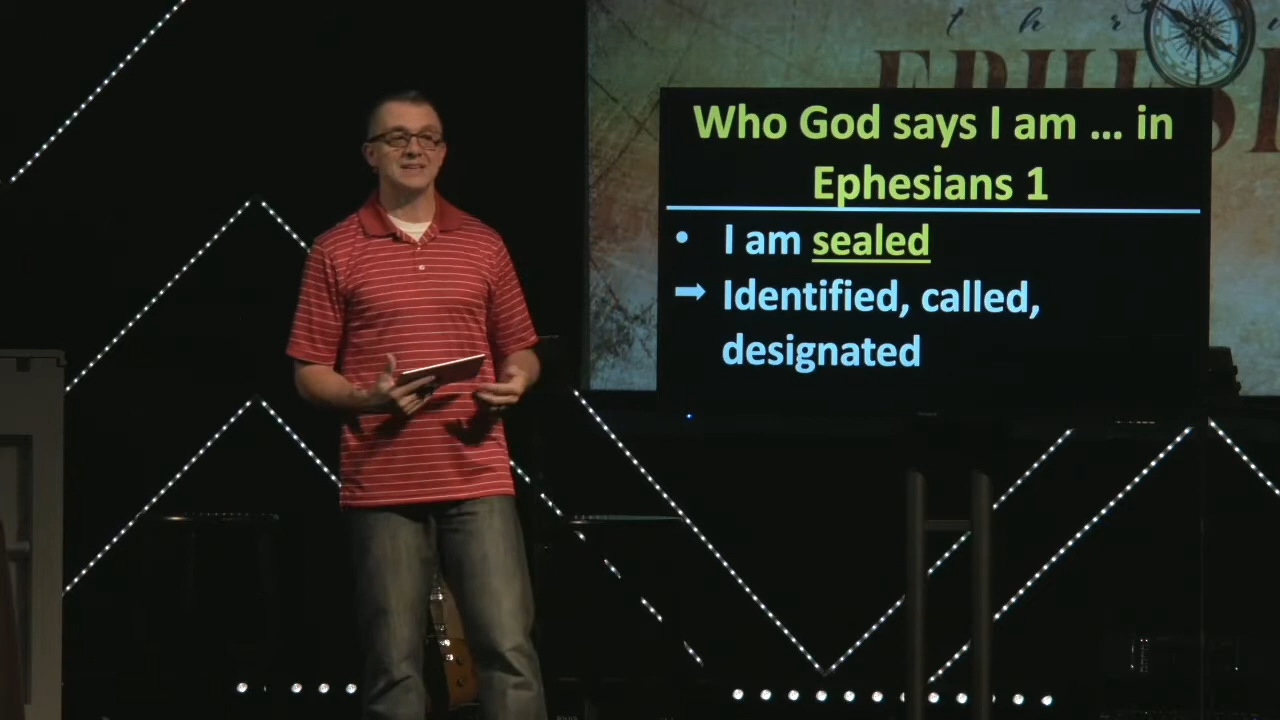 Who God says I am ... in
Ephesians 1
• I am sealed
➡ Identified, called,
designated